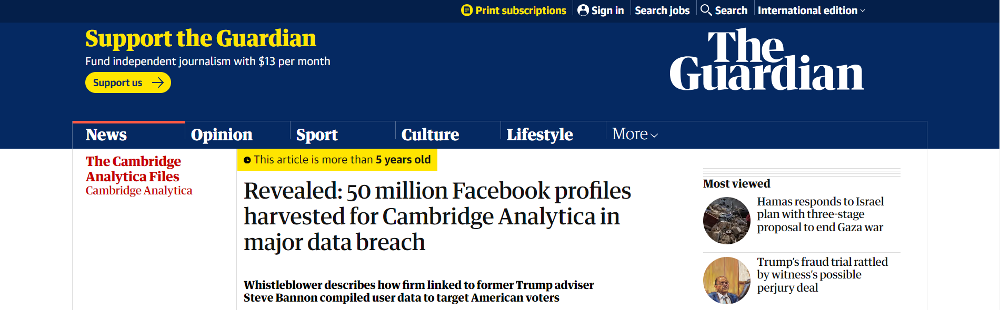 Print subscriptions
Sign in
Search jobs
Search
International edition
Support the Guardian
Fund independent journalism with $13 per month
Support us
The
Guardian
News
Opinion
Sport
Culture
Lifestyle
More
The Cambridge
Analytica Files
Cambridge Analytica
This article is more than 5 years old
Revealed: 50 million Facebook profiles
harvested for Cambridge Analytica in
major data breach
Whistleblower describes how firm linked to former Trump adviser
Steve Bannon compiled user data to target American voters
Most viewed
Hamas responds to Israel
plan with three-stage
proposal to end Gaza war
Trump’s fraud trial rattled
by witness’s possible
perjury deal